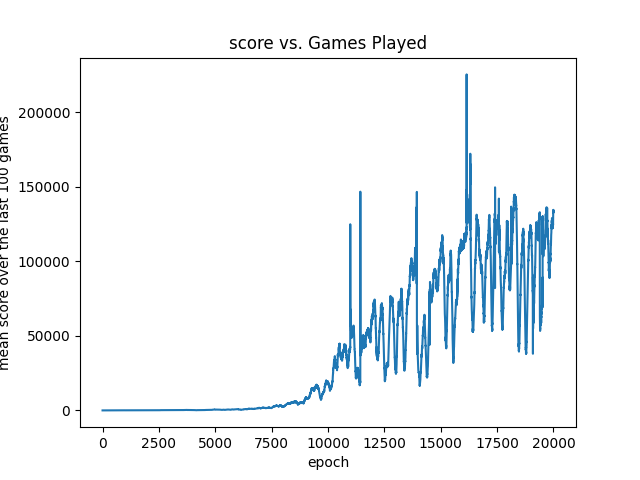 score vs. Games Played
mean score over the last 100 games
200000
150000
100000
50000
0
0 2500 5000 7500 10000 12500 15000 17500 20000
epoch